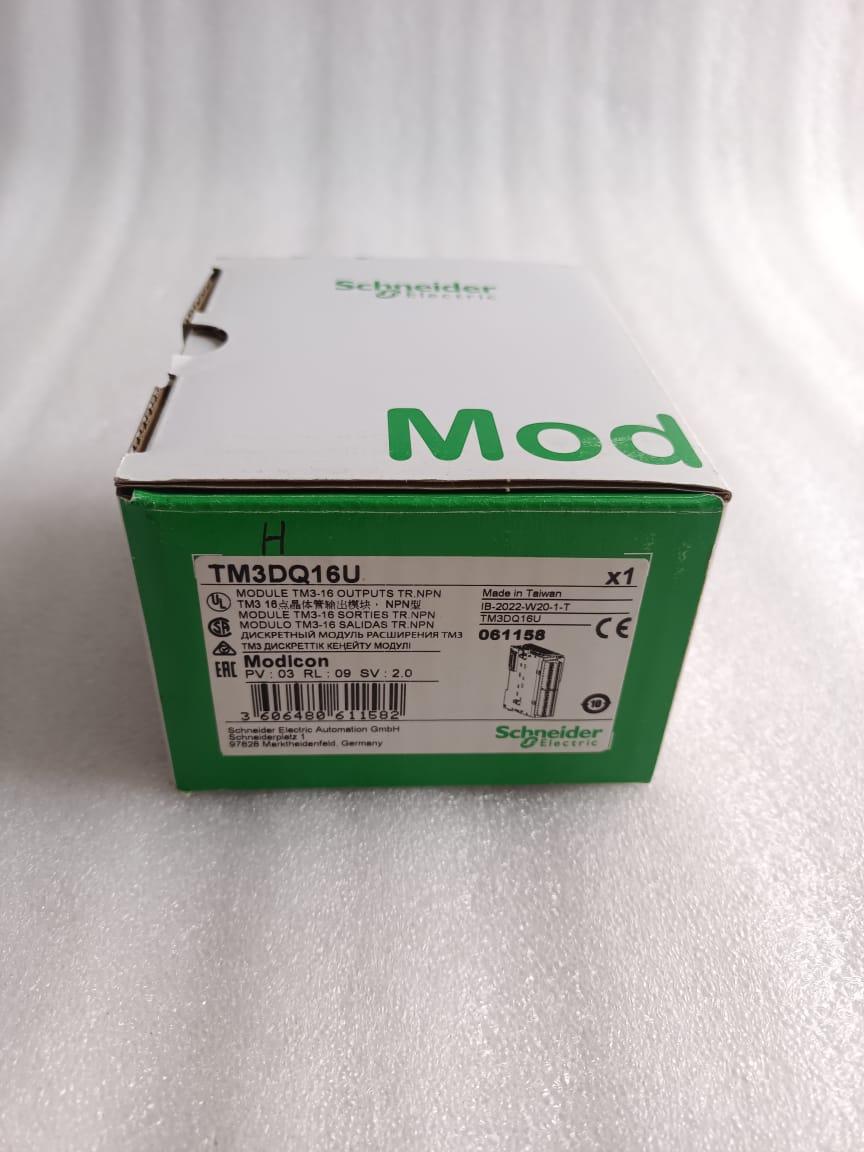 Schneider
Electric
Mod
H
TM3DQ16U
x1
MODULE TM3-16 OUTPUTS TR.NPN
TM3 16点晶体管输出模块，NPN型
MODULE TM3-16 SORTIES TR.NPN
MODULO TM3-16 SALIDAS TR.NPN
ДИСКРЕТНЫЙ МОДУЛЬ РАСШИРЕНИЯ TM3
TM3 ДИСКРЕТТІК КЕҢЕЙТУ МОДУЛІ
Modicon
PV : 03 RL : 09 SV : 2.0
3 606480 611582
Schneider Electric Automation GmbH
Schneiderplatz 1
97828 Marktheidenfeld, Germany
Made in Taiwan
IB-2022-W20-1-T
TM3DQ16U
061158
CE
UL
EAC
10
Schneider
Electric